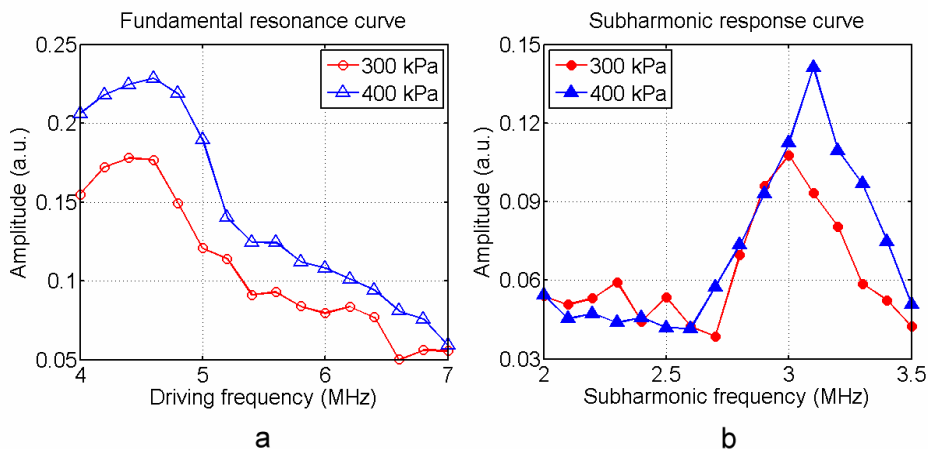 Fundamental resonance curve
0.25
0.2
0.15
0.1
0.05
Amplitude (a.u.)
300 kPa
400 kPa
4
5
6
7
Driving frequency (MHz)
a
Subharmonic response curve
0.15
0.12
0.09
0.06
0.03
Amplitude (a.u.)
300 kPa
400 kPa
2
2.5
3
3.5
Subharmonic frequency (MHz)
b